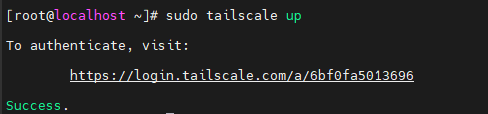 [root@localhost ~]# sudo tailscale up
To authenticate, visit:
https://login.tailscale.com/a/6bf0fa5013696
Success.